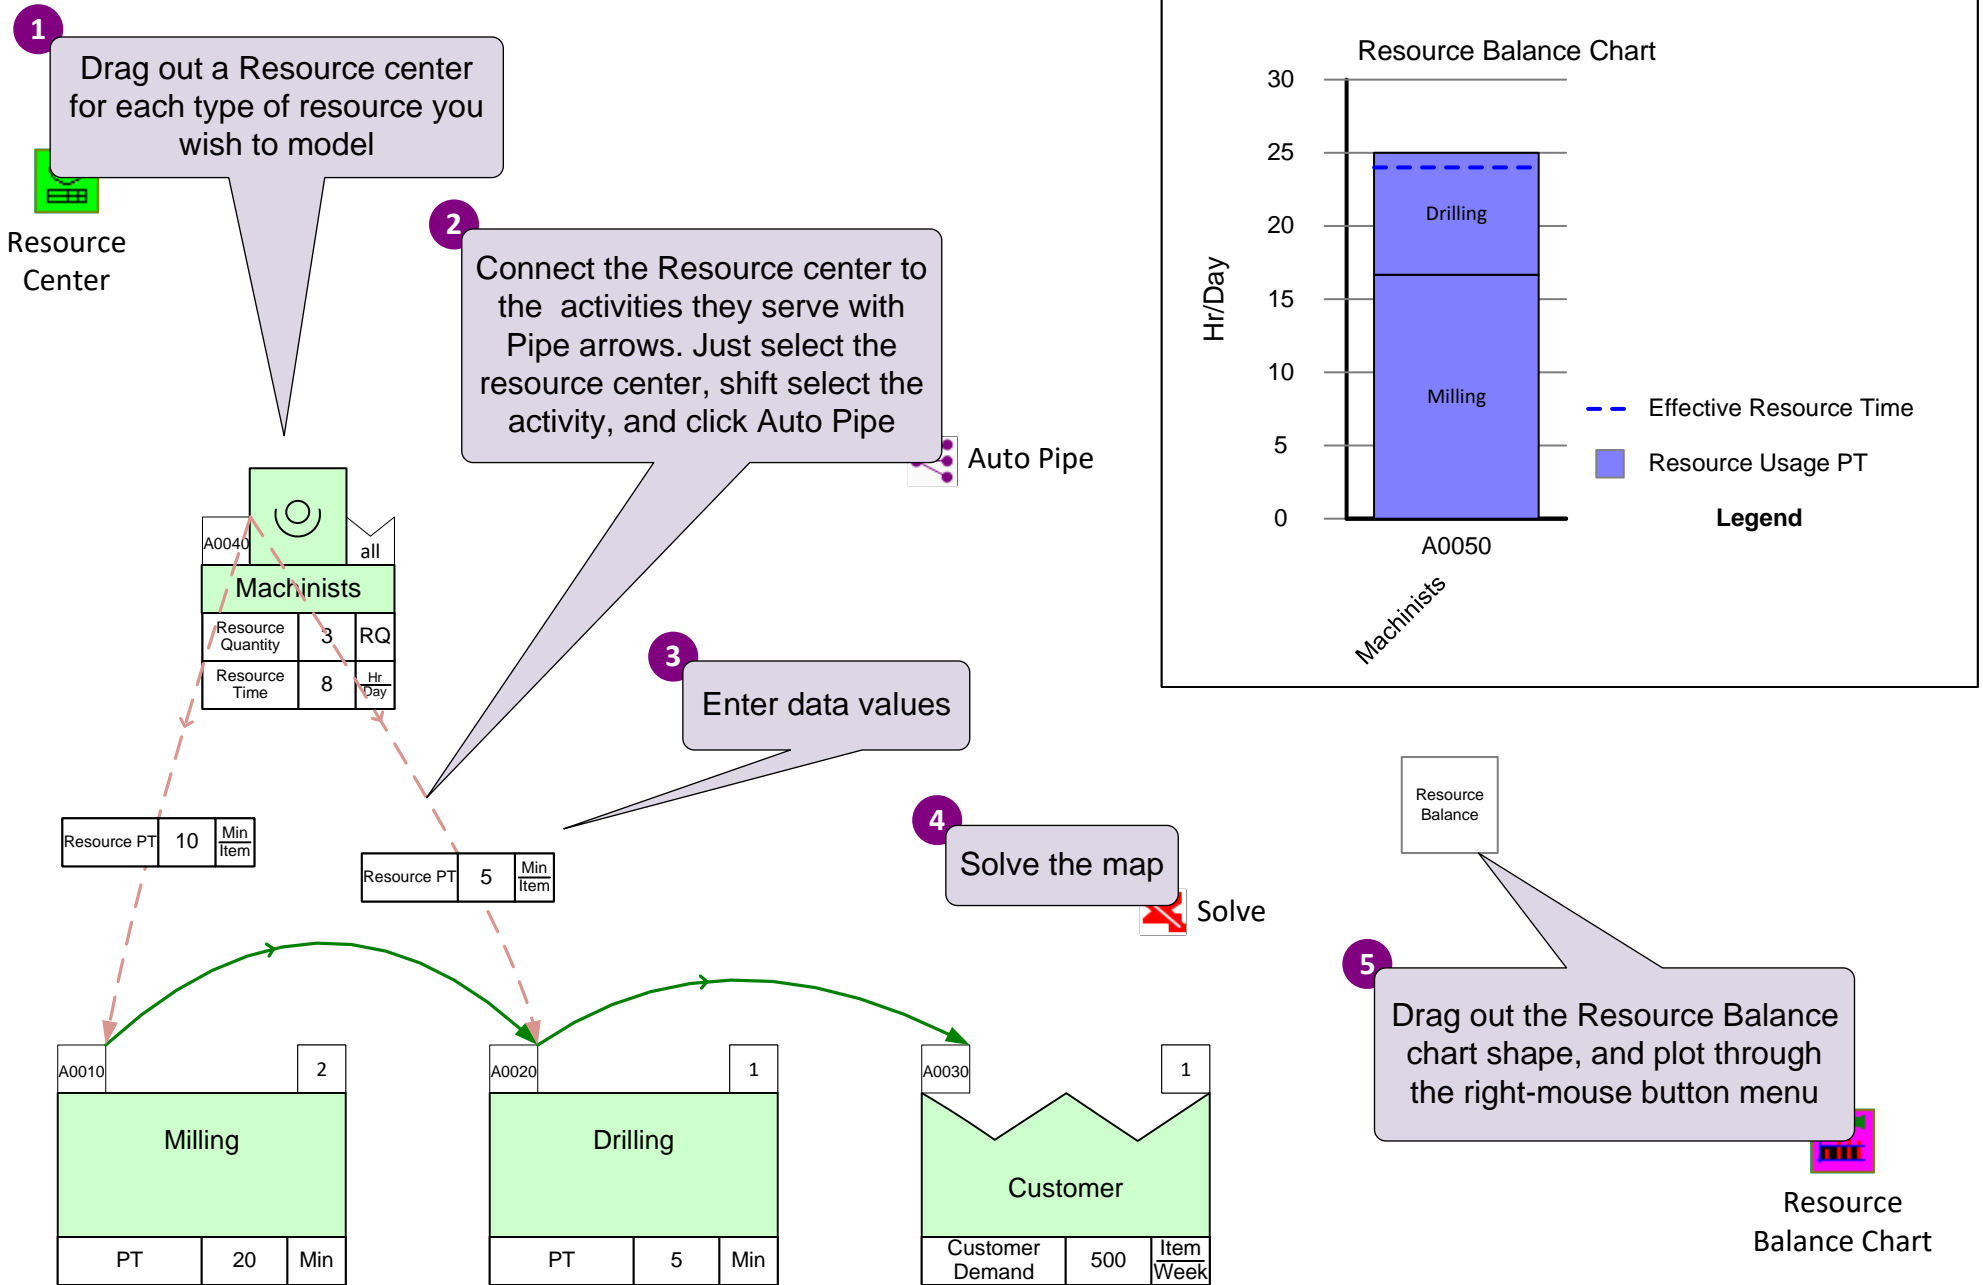 1
Drag out a Resource center
for each type of resource you
wish to model
Resource
Center
2
Connect the Resource center to
the activities they serve with
Pipe arrows. Just select the
resource center, shift select the
activity, and click Auto Pipe
Auto Pipe
A0040
all
Machinists
Resource
Quantity
3
RQ
Resource
Time
8
Hr
Day
3
Enter data values
Resource PT
10
Min
Item
Resource PT
5
Min
Item
4
Solve the map
Solve
A0010
2
Milling
PT
20
Min
A0020
1
Drilling
PT
5
Min
A0030
1
Customer
Customer
Demand
500
Item
Week
Resource Balance Chart
30
25
20
15
10
5
0
Hr/Day
Drilling
Milling
A0050
Machinists
Effective Resource Time
Resource Usage PT
Legend
Resource
Balance
5
Drag out the Resource Balance
chart shape, and plot through
the right-mouse button menu
Resource
Balance Chart